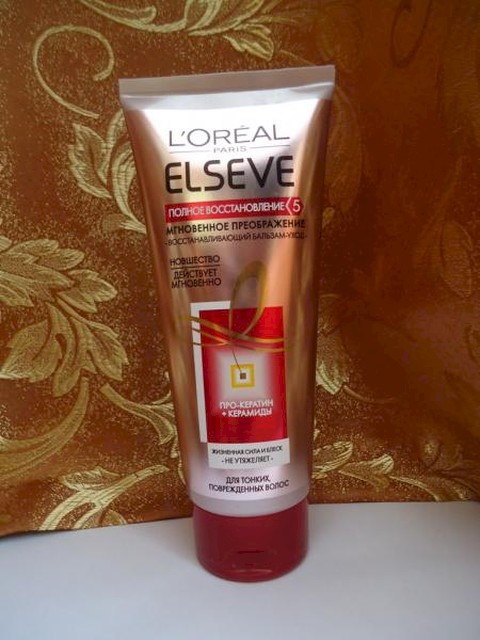 L'ORÉAL
PARIS
ELSEVE
ПОЛНОЕ ВОССТАНОВЛЕНИЕ 5
МГНОВЕННОЕ ПРЕОБРАЖЕНИЕ
-ВОССТАНАВЛИВАЮЩИЙ БАЛЬЗАМ-УХОД-
НОВШЕСТВО
ДЕЙСТВУЕТ
МГНОВЕННО
ПРО-КЕРАТИН
+ КЕРАМИДЫ
ЖИЗНЕННАЯ СИЛА И БЛЕСК
- НЕ УТЯЖЕЛЯЕТ -
ДЛЯ ТОНКИХ,
ПОВРЕЖДЕННЫХ ВОЛОС